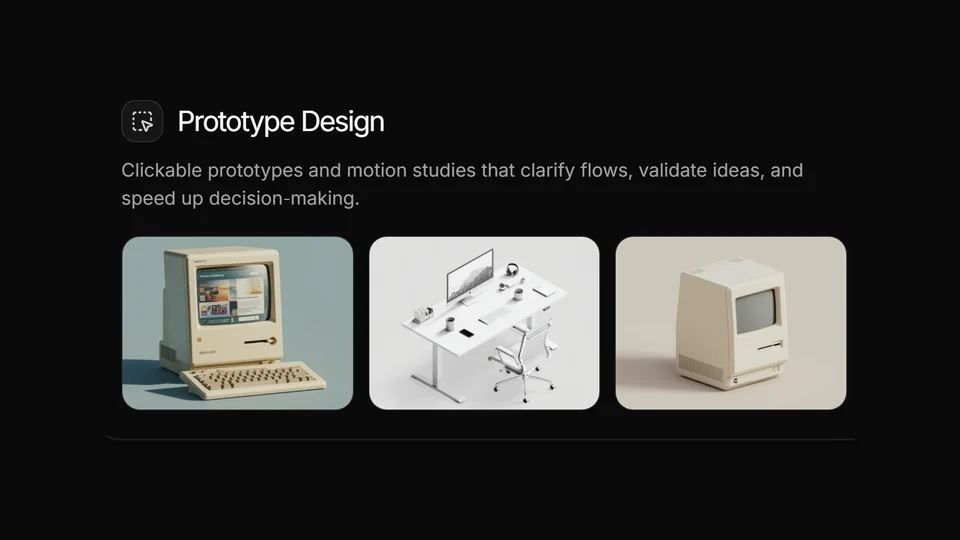 Prototype Design
Clickable prototypes and motion studies that clarify flows, validate ideas, and
speed up decision-making.